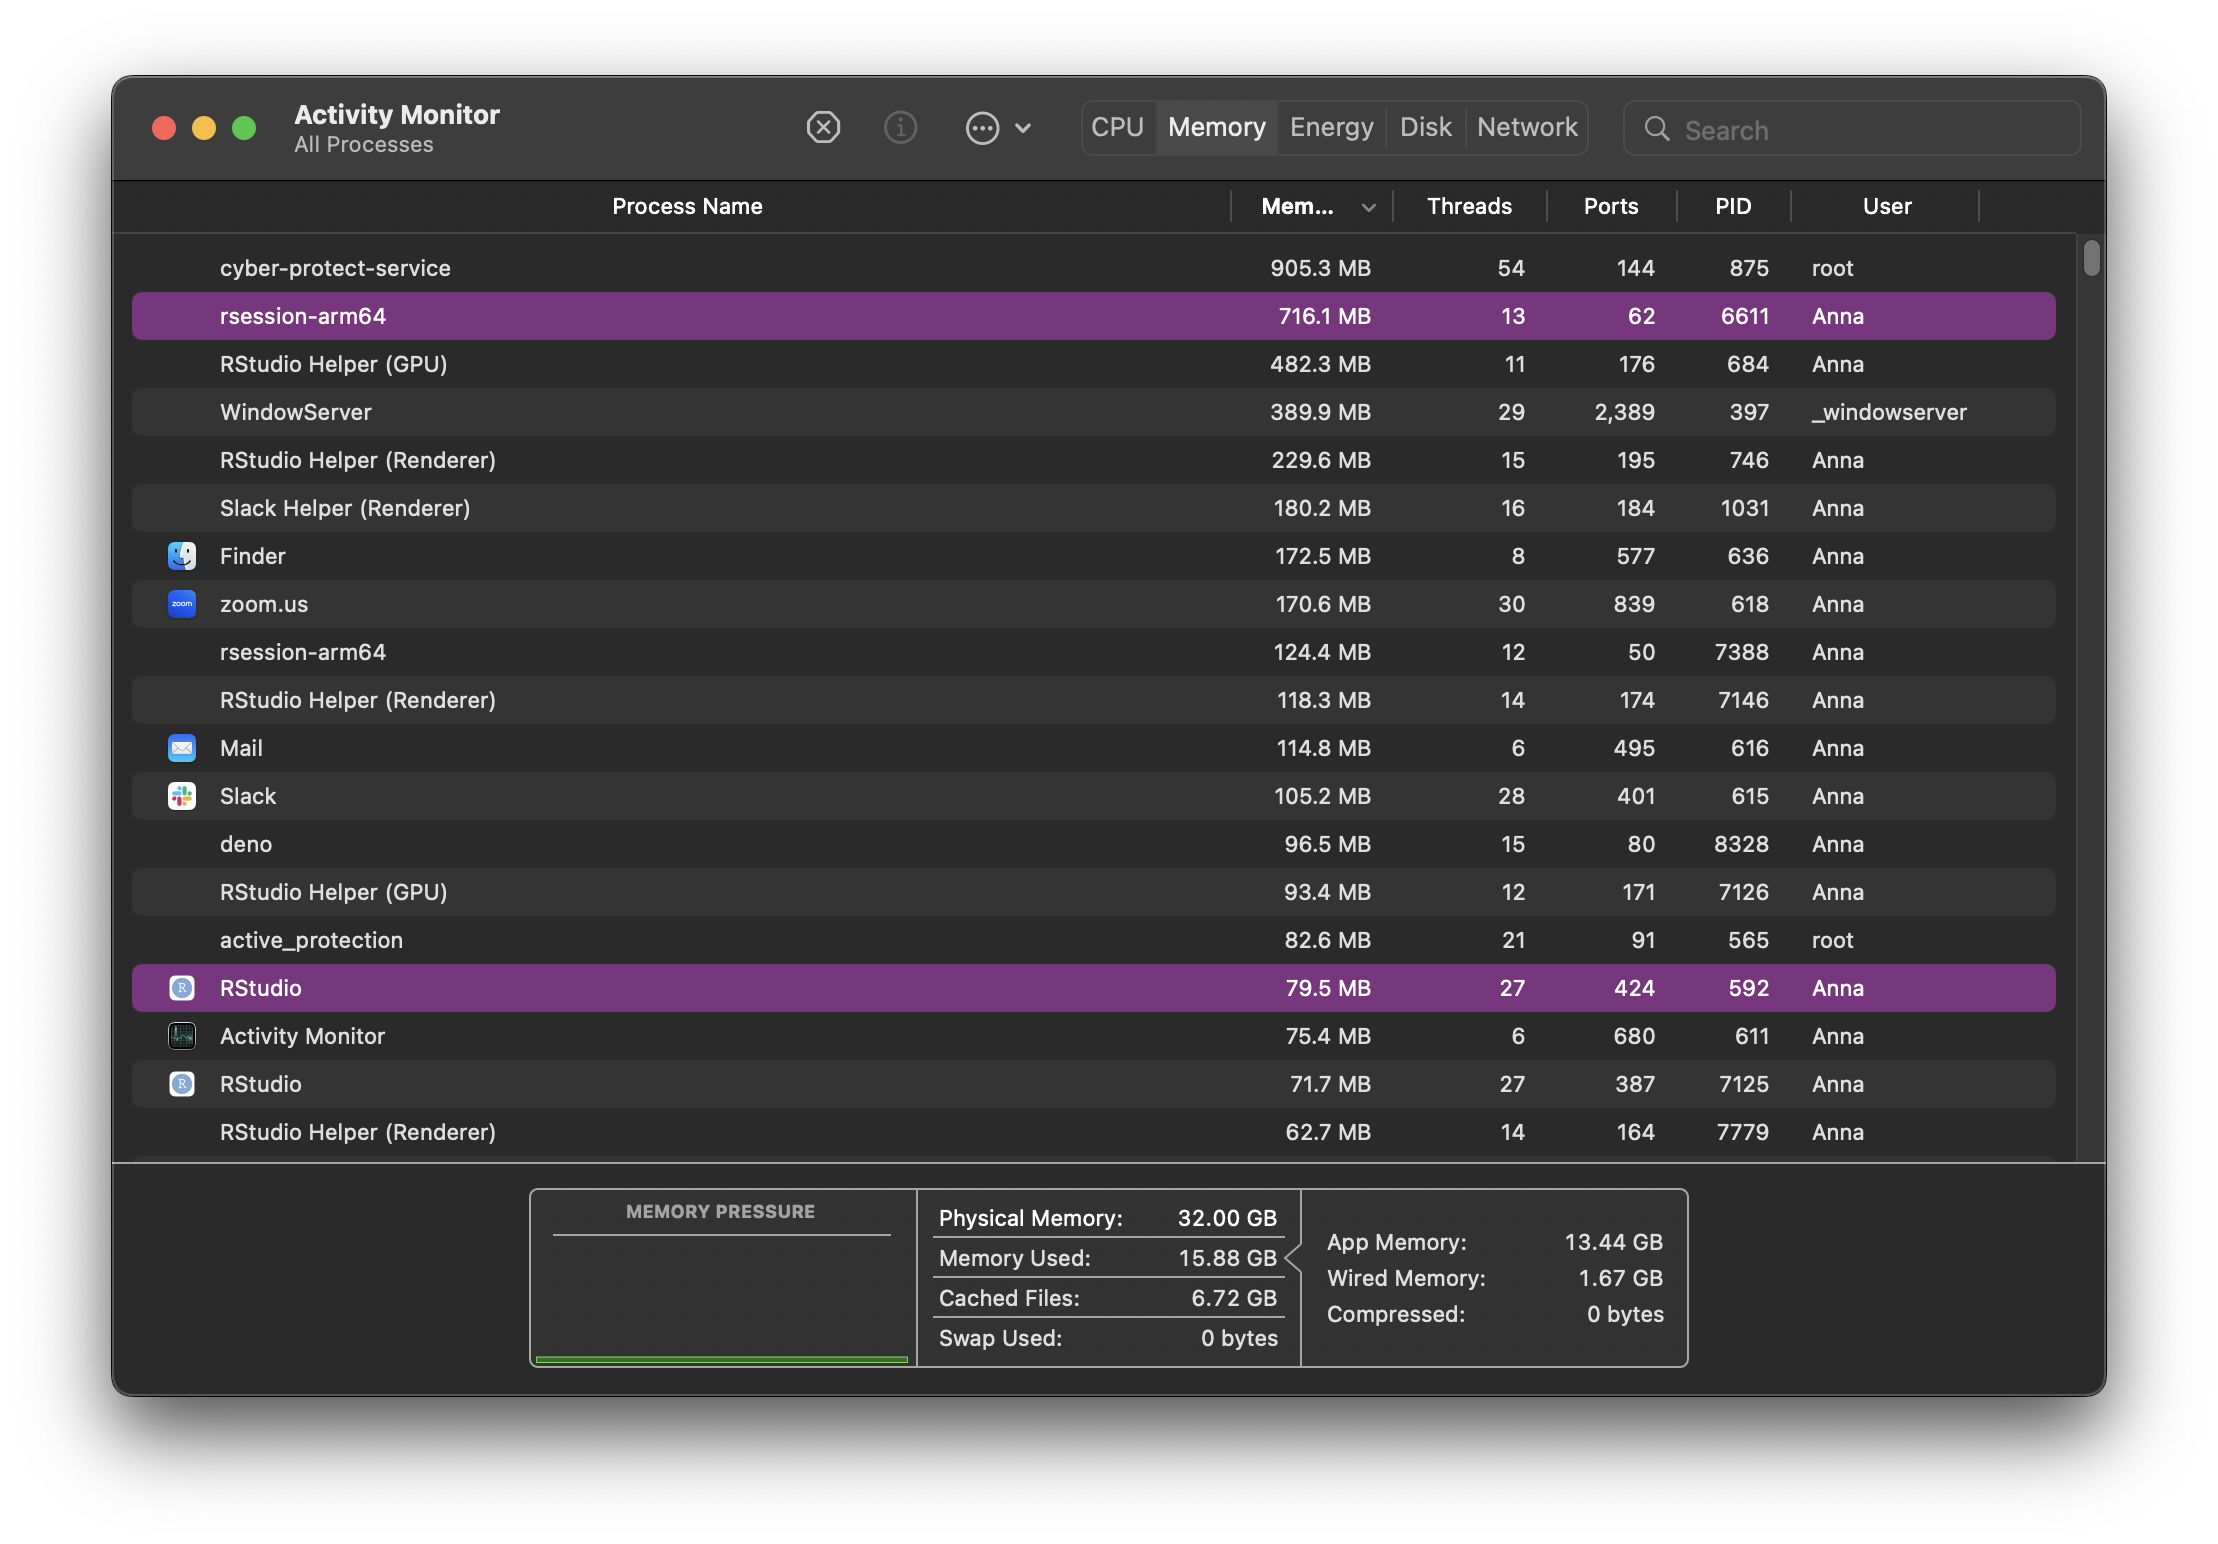 Activity Monitor
All Processes
CPU Memory Energy Disk Network Search
Process Name Mem... Threads Ports PID User
cyber-protect-service 905.3 MB 54 144 875 root
rsession-arm64 716.1 MB 13 62 6611 Anna
RStudio Helper (GPU) 482.3 MB 11 176 684 Anna
WindowServer 389.9 MB 29 2,389 397 _windowserver
RStudio Helper (Renderer) 229.6 MB 15 195 746 Anna
Slack Helper (Renderer) 180.2 MB 16 184 1031 Anna
Finder 172.5 MB 8 577 636 Anna
zoom zoom.us 170.6 MB 30 839 618 Anna
rsession-arm64 124.4 MB 12 50 7388 Anna
RStudio Helper (Renderer) 118.3 MB 14 174 7146 Anna
Mail 114.8 MB 6 495 616 Anna
Slack 105.2 MB 28 401 615 Anna
deno 96.5 MB 15 80 8328 Anna
RStudio Helper (GPU) 93.4 MB 12 171 7126 Anna
active_protection 82.6 MB 21 91 565 root
R RStudio 79.5 MB 27 424 592 Anna
Activity Monitor 75.4 MB 6 680 611 Anna
R RStudio 71.7 MB 27 387 7125 Anna
RStudio Helper (Renderer) 62.7 MB 14 164 7779 Anna
MEMORY PRESSURE
Physical Memory: 32.00 GB
Memory Used: 15.88 GB
Cached Files: 6.72 GB
Swap Used: 0 bytes
App Memory: 13.44 GB
Wired Memory: 1.67 GB
Compressed: 0 bytes